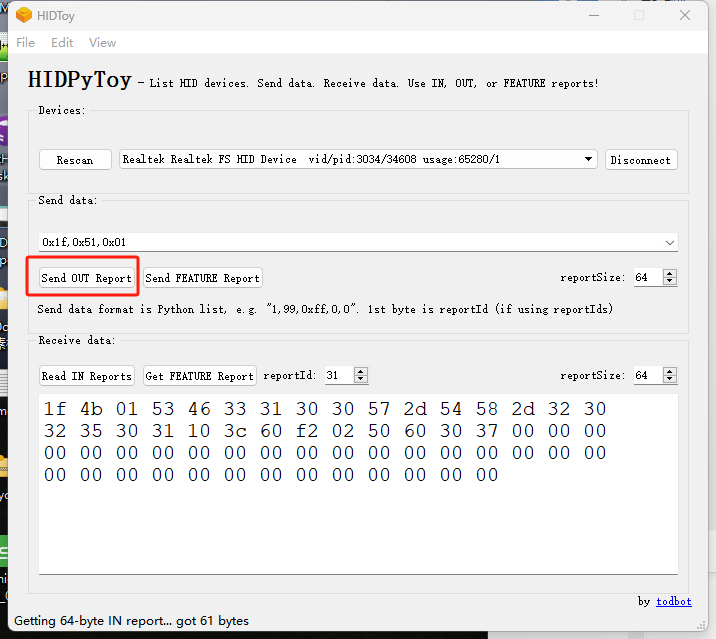 HIDToy
File Edit View
HIDPyToy - List HID devices. Send data. Receive data. Use IN, OUT, or FEATURE reports!
Devices:
Rescan Realtek Realtek FS HID Device vid/pid:3034/34608 usage:65280/1 Disconnect
Send data:
0x1f,0x51,0x01
Send OUT Report Send FEATURE Report reportSize: 64
Send data format is Python list, e.g. "1,99,0xff,0,0". 1st byte is reportId (if using reportIds)
Receive data:
Read IN Reports Get FEATURE Report reportId: 31 reportSize: 64
1f 4b 01 53 46 33 31 30 30 57 2d 54 58 2d 32 30
32 35 30 31 10 3c 60 f2 02 50 60 30 37 00 00 00
00 00 00 00 00 00 00 00 00 00 00 00 00 00 00 00
00 00 00 00 00 00 00 00 00 00 00 00 00
by todbot
Getting 64-byte IN report... got 61 bytes